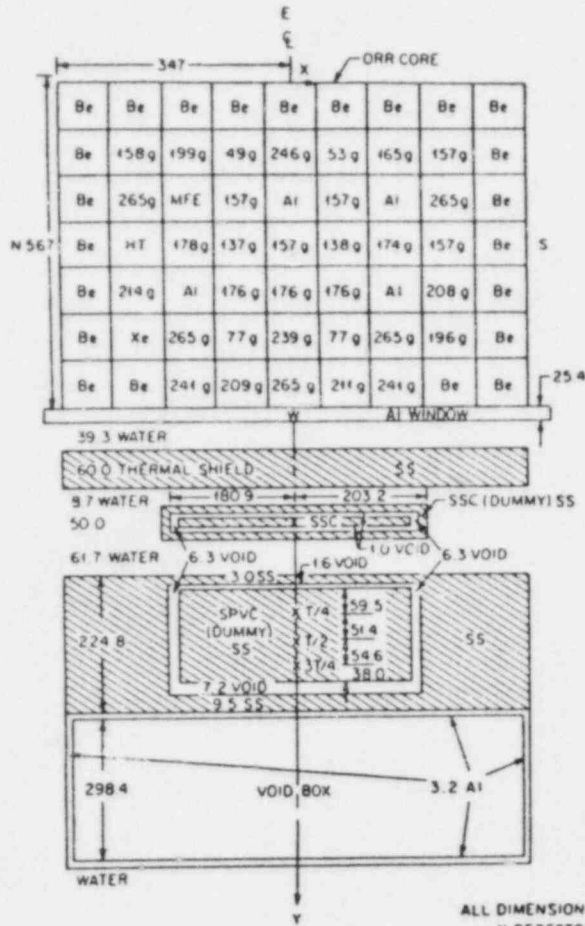 E
℄
347
X
ORR CORE
Be Be Be Be Be Be Be Be Be
Be 158g 199g 49g 246g 53g 165g 157g Be
Be 265g MFE 157g Al 157g Al 265g Be
N 567
Be HT 178g 137g 157g 138g 174g 157g Be
S
Be 214g Al 176g 176g 176g Al 208g Be
Be Xe 265g 77g 239g 77g 265g 196g Be
Be Be 241g 209g 265g 211g 241g Be Be
25.4
W
Al WINDOW
39.3 WATER
60.0 THERMAL SHIELD
SS
8.7 WATER
180.9
203.2
SSC (DUMMY) SS
50.0
SSC
1.0 VOID
61.7 WATER
6.3 VOID
1.6 VOID
6.3 VOID
3.0 SS
SPVC
(DUMMY)
SS
T/4
59.5
T/2
51.4
3T/4
54.6
38.0
224.8
SS
7.2 VOID
9.5 SS
298.4
VOID BOX
3.2 Al
WATER
Y
ALL DIMENSION